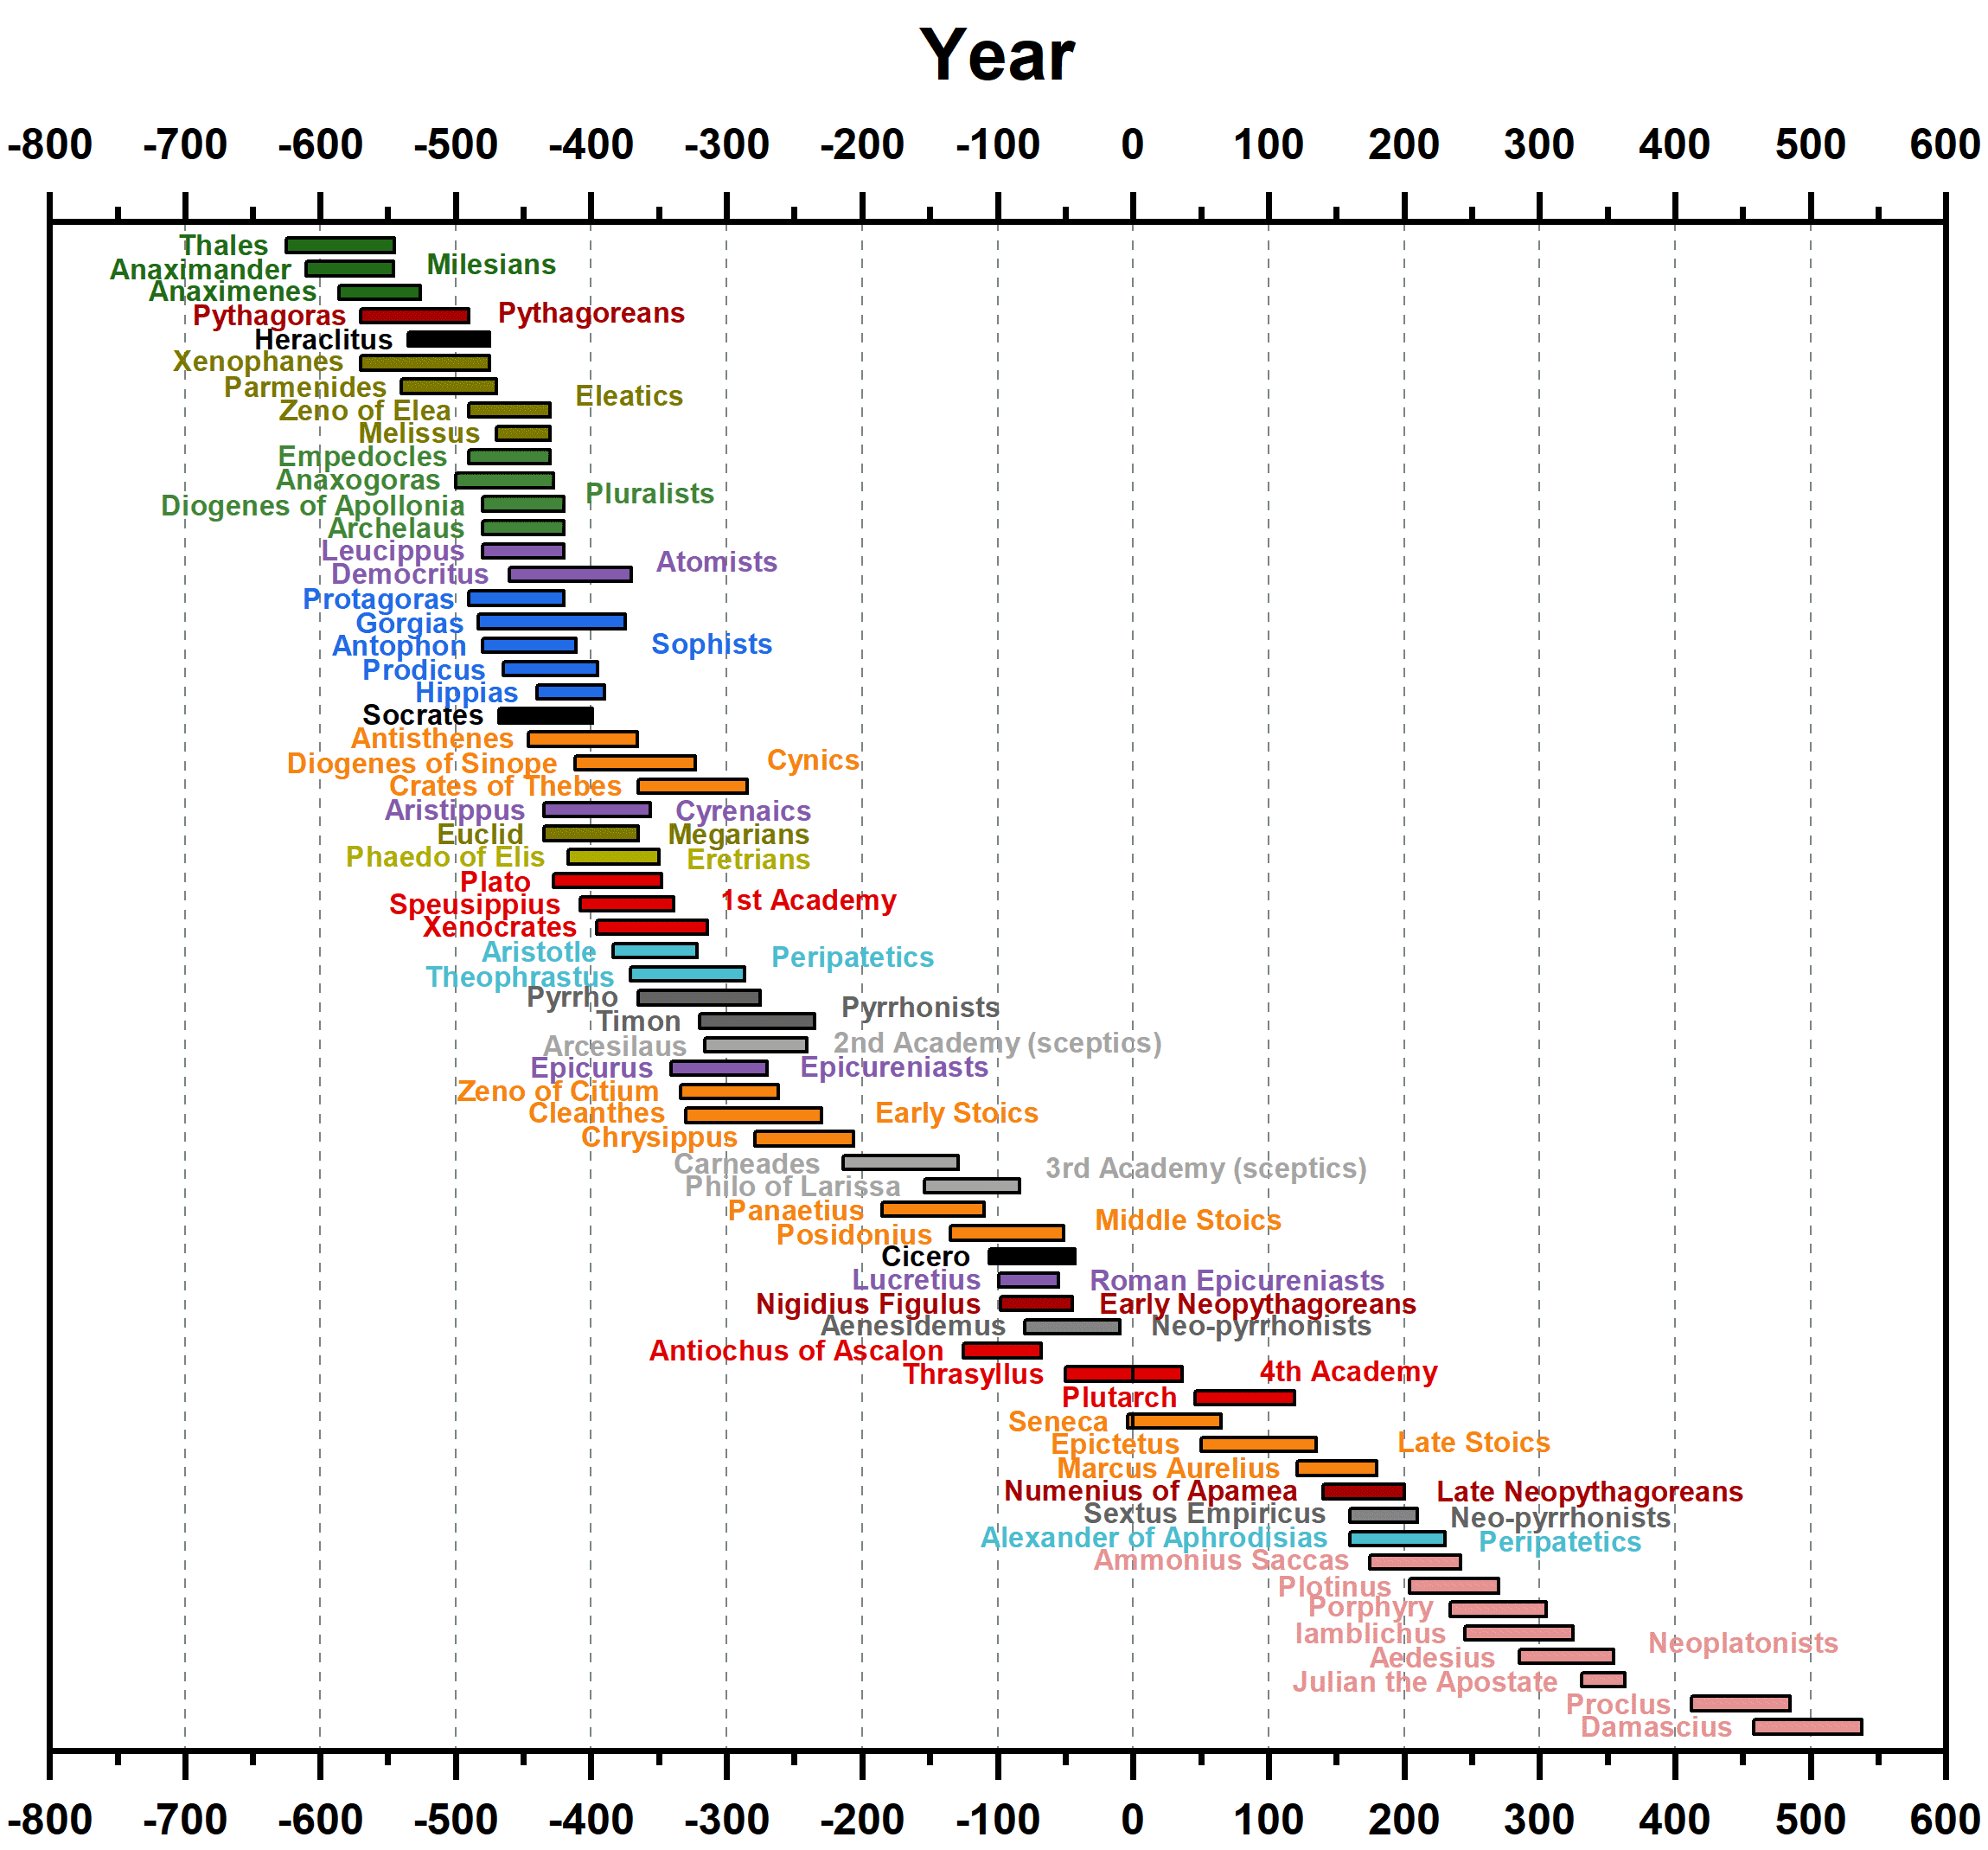 Year
-800 -700 -600 -500 -400 -300 -200 -100 0 100 200 300 400 500 600
Thales
Anaximander Milesians
Anaximenes
Pythagoras Pythagoreans
Heraclitus
Xenophanes
Parmenides Eleatics
Zeno of Elea
Melissus
Empedocles
Anaxogoras Pluralists
Diogenes of Apollonia
Archelaus
Leucippus
Democritus Atomists
Protagoras
Gorgias
Antophon Sophists
Prodicus
Hippias
Socrates
Antisthenes
Diogenes of Sinope Cynics
Crates of Thebes
Aristippus Cyrenaics
Euclid Megarians
Phaedo of Elis Eretrians
Plato
Speusippius 1st Academy
Xenocrates
Aristotle Peripatetics
Theophrastus
Pyrrho Pyrrhonists
Timon
Arcesilaus 2nd Academy (sceptics)
Epicurus Epicureniasts
Zeno of Citium
Cleanthes Early Stoics
Chrysippus
Carneades 3rd Academy (sceptics)
Philo of Larissa
Panaetius Middle Stoics
Posidonius
Cicero
Lucretius Roman Epicureniasts
Nigidius Figulus Early Neopythagoreans
Aenesidemus Neo-pyrrhonists
Antiochus of Ascalon
Thrasyllus 4th Academy
Plutarch
Seneca
Epictetus Late Stoics
Marcus Aurelius
Numenius of Apamea Late Neopythagoreans
Sextus Empiricus Neo-pyrrhonists
Alexander of Aphrodisias Peripatetics
Ammonius Saccas
Plotinus
Porphyry
Iamblichus Neoplatonists
Aedesius
Julian the Apostate
Proclus
Damascius
-800 -700 -600 -500 -400 -300 -200 -100 0 100 200 300 400 500 600